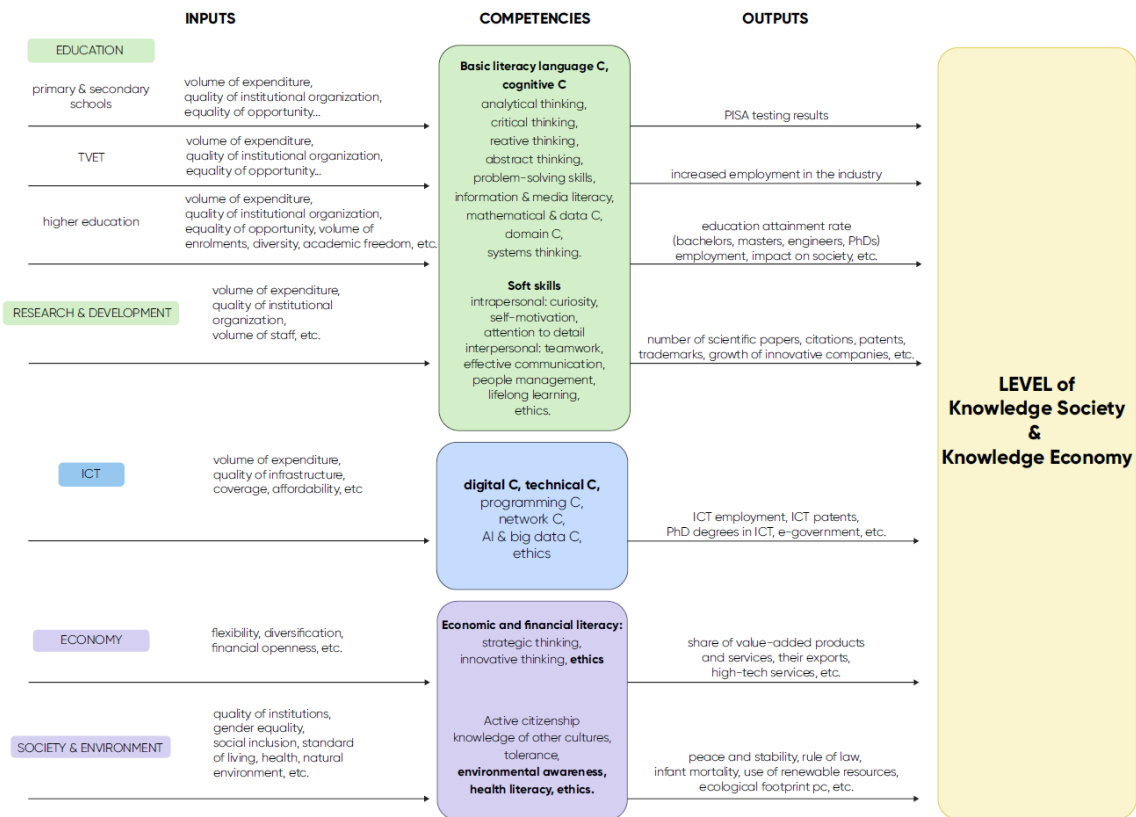 INPUTS
COMPETENCIES
OUTPUTS
EDUCATION
primary & secondary
schools
volume of expenditure,
quality of institutional organization,
equality of opportunity...
TVET
volume of expenditure,
quality of institutional organization,
equality of opportunity...
higher education
volume of expenditure,
quality of institutional organization,
equality of opportunity, volume of
enrolments, diversity, academic freedom, etc.
RESEARCH & DEVELOPMENT
volume of expenditure,
quality of institutional
organization,
volume of staff, etc.
Basic literacy language C,
cognitive C
analytical thinking,
critical thinking,
reative thinking,
abstract thinking,
problem-solving skills,
information & media literacy,
mathematical & data C,
domain C,
systems thinking.
Soft skills
intrapersonal: curiosity,
self-motivation,
attention to detail
interpersonal: teamwork,
effective communication,
people management,
lifelong learning,
ethics.
PISA testing results
increased employment in the industry
education attainment rate
(bachelors, masters, engineers, PhDs)
employment, impact on society, etc.
number of scientific papers, citations, patents,
trademarks, growth of innovative companies, etc.
ICT
volume of expenditure,
quality of infrastructure,
coverage, affordability, etc
digital C, technical C,
programming C,
network C,
AI & big data C,
ethics
ICT employment, ICT patents,
PhD degrees in ICT, e-government, etc.
ECONOMY
flexibility, diversification,
financial openness, etc.
Economic and financial literacy:
strategic thinking,
innovative thinking, ethics
share of value-added products
and services, their exports,
high-tech services, etc.
SOCIETY & ENVIRONMENT
quality of institutions,
gender equality,
social inclusion, standard
of living, health, natural
environment, etc.
Active citizenship
knowledge of other cultures,
tolerance,
environmental awareness,
health literacy, ethics.
peace and stability, rule of law,
infant mortality, use of renewable resources,
ecological footprint pc, etc.
LEVEL of
Knowledge Society
&
Knowledge Economy